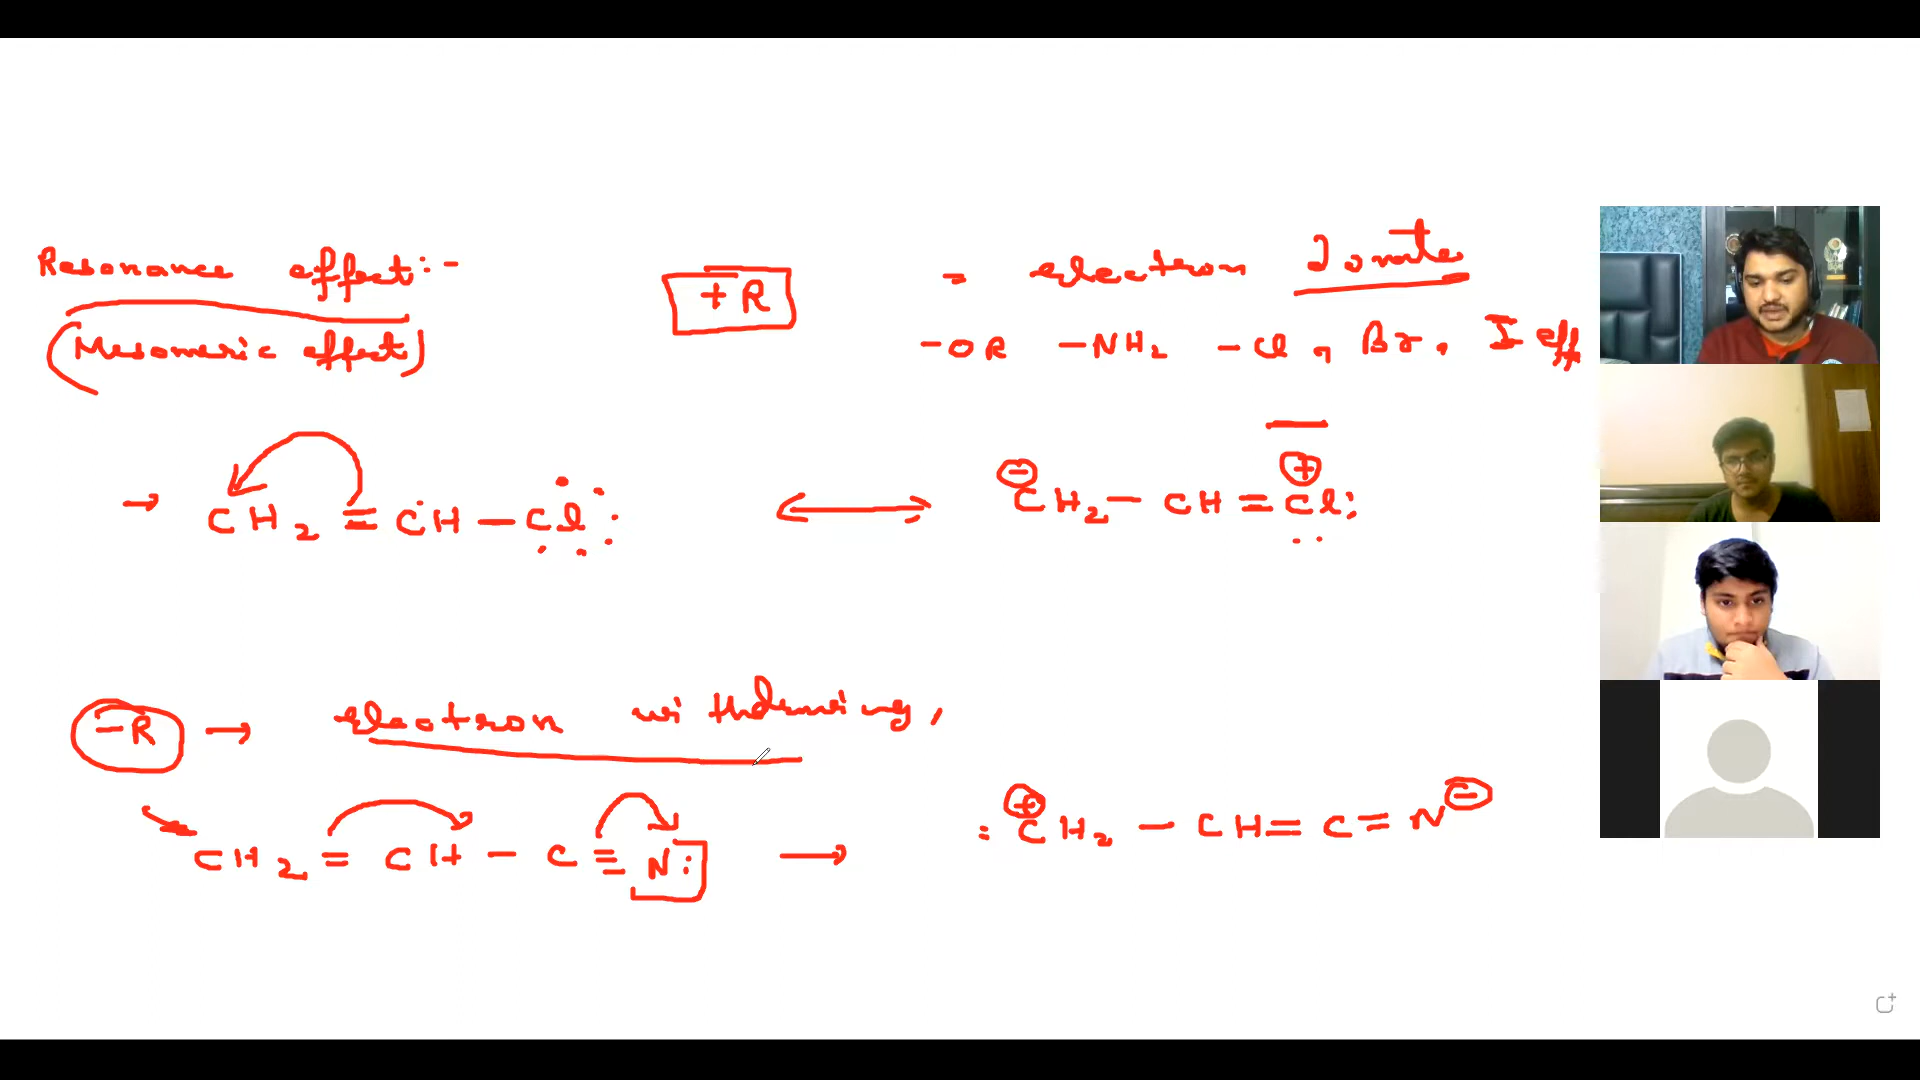 Resonance effect:-
(Mesomeric effect)
+R = electron Donate
-OR -NH₂ -Cl, Br, I eff
→ CH₂ = CH - Cl: ⟷ ⊖CH₂ - CH = Cl⊕:
-R → electron withdrawing,
CH₂ = CH - C ≡ N: → = ⊕CH₂ - CH = C = N⊖